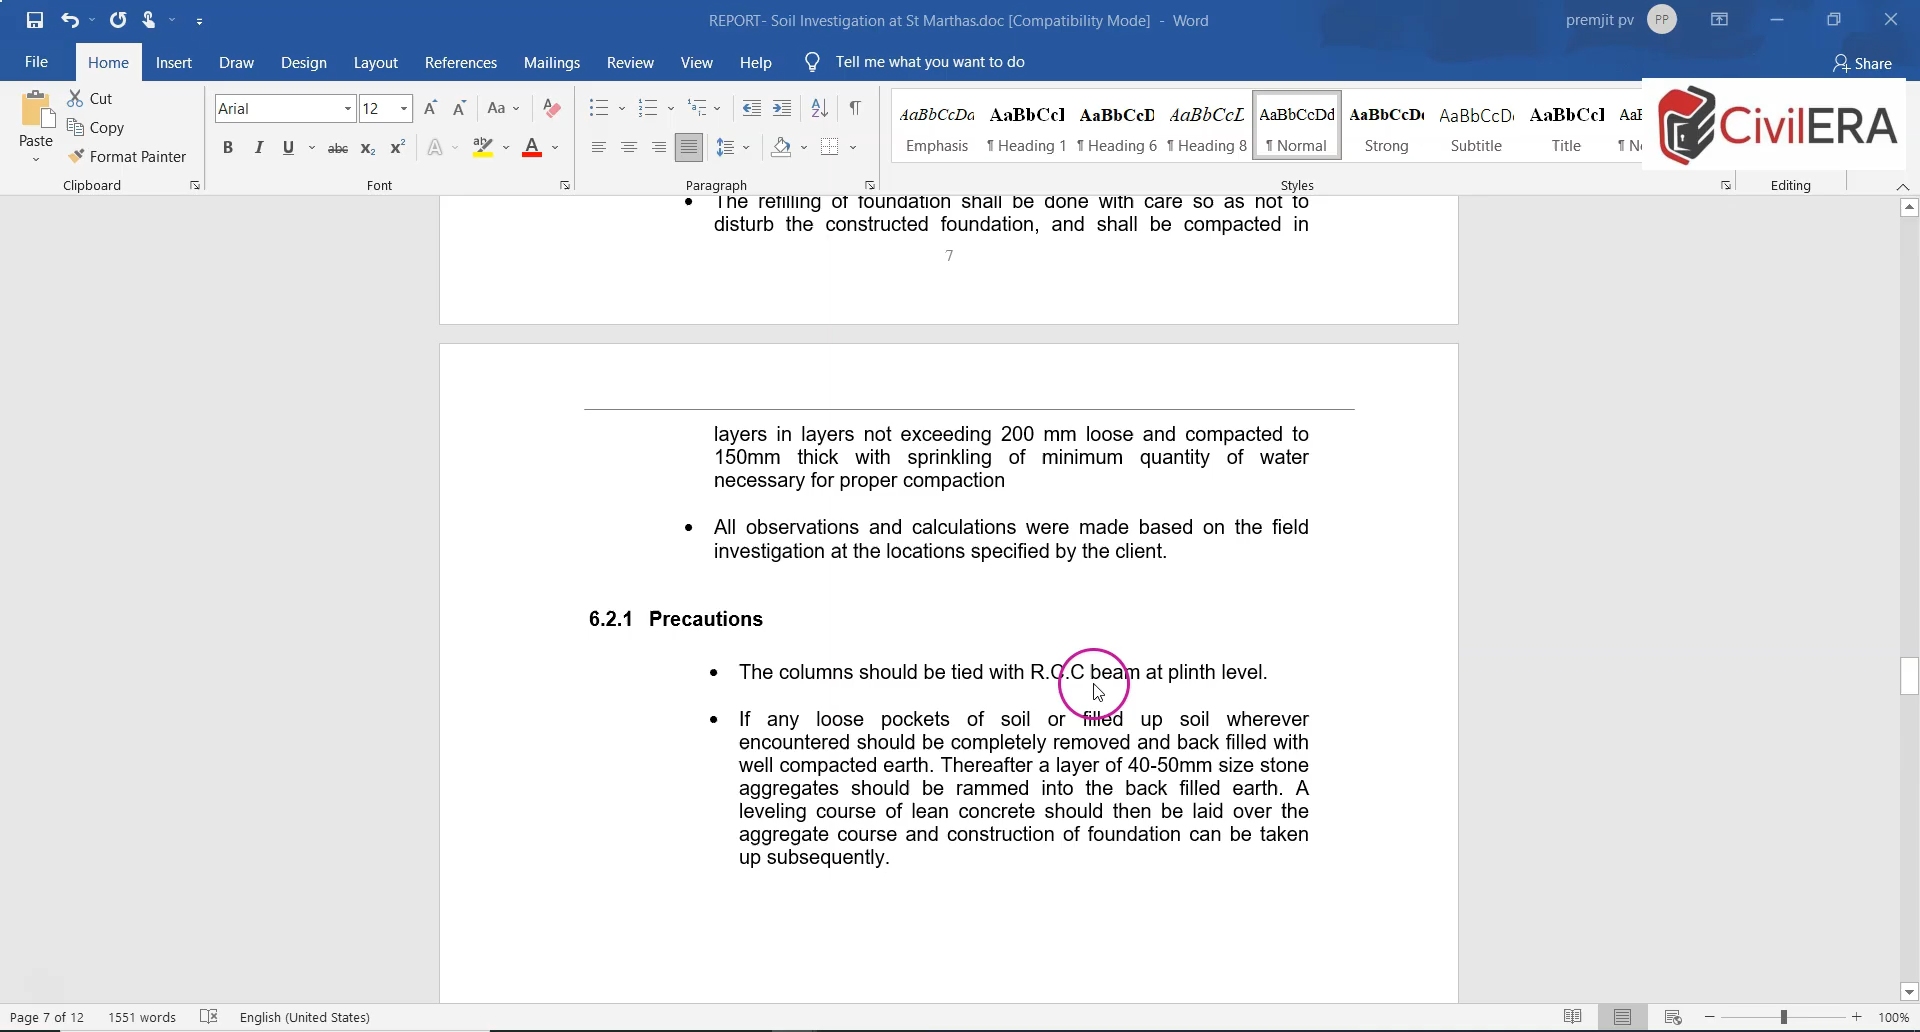 REPORT- Soil Investigation at St Marthas.doc [Compatibility Mode] - Word
premjit pv PP
File Home Insert Draw Design Layout References Mailings Review View Help Tell me what you want to do Share
Paste
Cut
Copy
Format Painter
Clipboard
Arial 12 Aa
B I U abc X₂ X² A A
Font
Paragraph
AaBbCcDd AaBbCcI AaBbCcD AaBbCcL AaBbCcDd AaBbCcD AaBbCcD AaBbCcI AaB
Emphasis ¶ Heading 1 ¶ Heading 6 ¶ Heading 8 ¶ Normal Strong Subtitle Title ¶ N
Styles
Editing
CivilERA
• The refilling of foundation shall be done with care so as not to
disturb the constructed foundation, and shall be compacted in
7
layers in layers not exceeding 200 mm loose and compacted to
150mm thick with sprinkling of minimum quantity of water
necessary for proper compaction
• All observations and calculations were made based on the field
investigation at the locations specified by the client.
6.2.1 Precautions
• The columns should be tied with R.C.C beam at plinth level.
• If any loose pockets of soil or filled up soil wherever
encountered should be completely removed and back filled with
well compacted earth. Thereafter a layer of 40-50mm size stone
aggregates should be rammed into the back filled earth. A
leveling course of lean concrete should then be laid over the
aggregate course and construction of foundation can be taken
up subsequently.
Page 7 of 12 1551 words English (United States) 100%